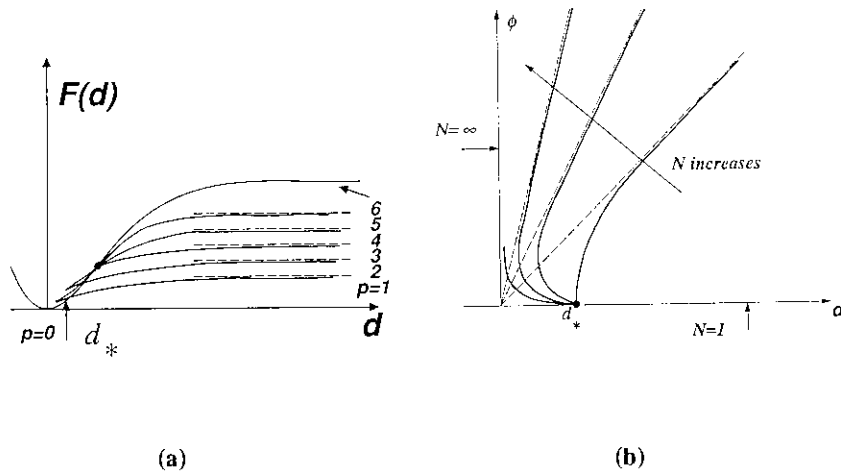 F(d)
6
5
4
3
2
p=1
p=0
d
d*
(a)
ϕ
N=∞
N increases
d*
N=1
(b)